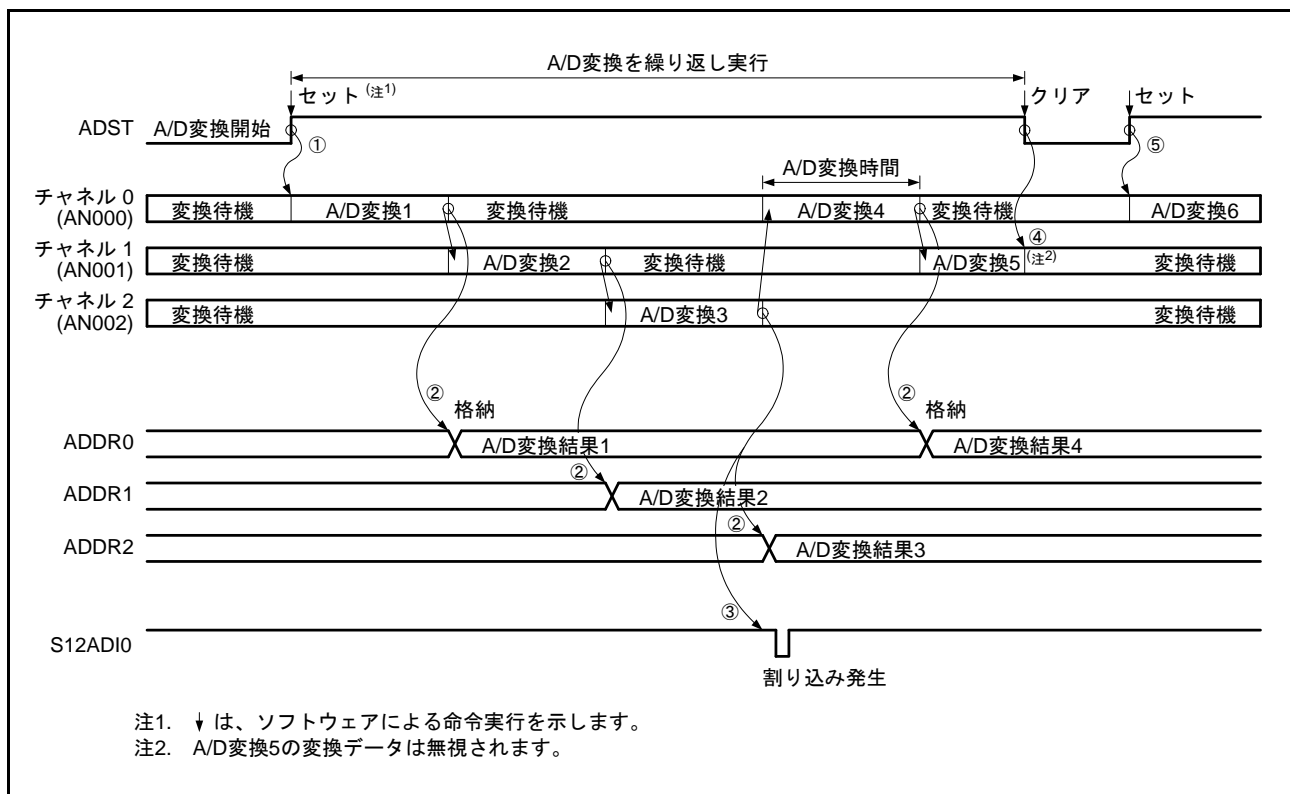 A/D変換を繰り返し実行
セット (注1)
クリア
セット
ADST
A/D変換開始
①
⑤
A/D変換時間
チャネル 0
(AN000)
変換待機
A/D変換1
変換待機
A/D変換4
変換待機
A/D変換6
④
チャネル 1
(AN001)
変換待機
A/D変換2
変換待機
A/D変換5
(注2)
変換待機
チャネル 2
(AN002)
変換待機
A/D変換3
変換待機
②
格納
②
格納
ADDR0
A/D変換結果1
A/D変換結果4
②
ADDR1
A/D変換結果2
②
ADDR2
A/D変換結果3
③
S12ADI0
割り込み発生
注1. ↓は、ソフトウェアによる命令実行を示します。
注2. A/D変換5の変換データは無視されます。